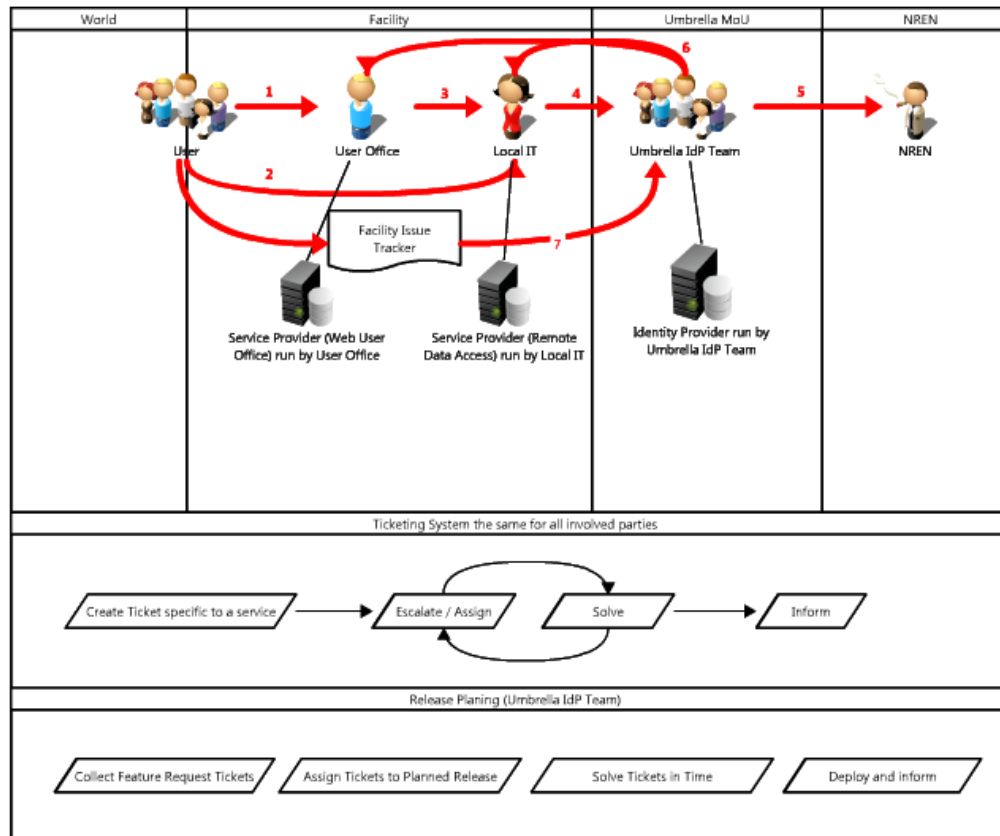 World
Facility
Umbrella MoU
NREN
6
1
3
4
5
User
User Office
Local IT
Umbrella IdP Team
NREN
2
Facility Issue
Tracker
7
Service Provider (Web User
Office) run by User Office
Service Provider (Remote
Data Access) run by Local IT
Identity Provider run by
Umbrella IdP Team
Ticketing System the same for all involved parties
Create Ticket specific to a service
Escalate / Assign
Solve
Inform
Release Planing (Umbrella IdP Team)
Collect Feature Request Tickets
Assign Tickets to Planned Release
Solve Tickets in Time
Deploy and inform